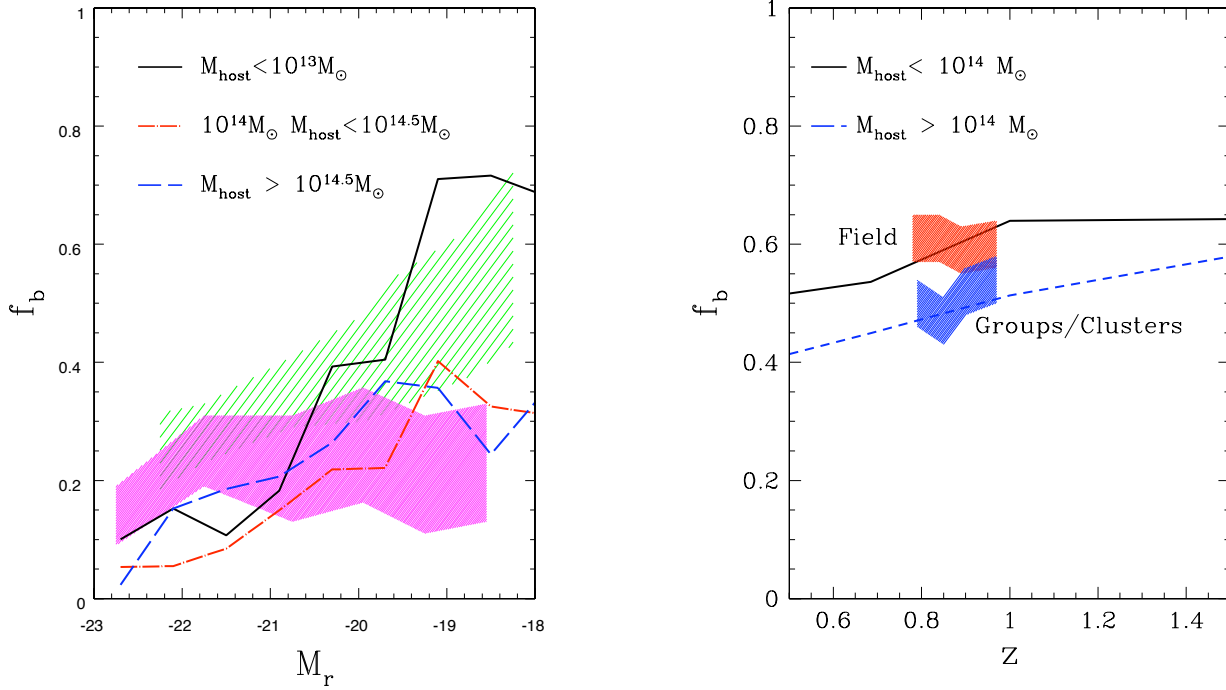 1
0.8
0.6
0.4
0.2
0
f_b
M_host<10^13M_⊙
10^14M_⊙ M_host<10^14.5M_⊙
M_host > 10^14.5M_⊙
-23 -22 -21 -20 -19 -18
M_r
1
0.8
0.6
0.4
0.2
0
f_b
M_host< 10^14 M_⊙
M_host > 10^14 M_⊙
Field
Groups/Clusters
0.6 0.8 1 1.2 1.4
z